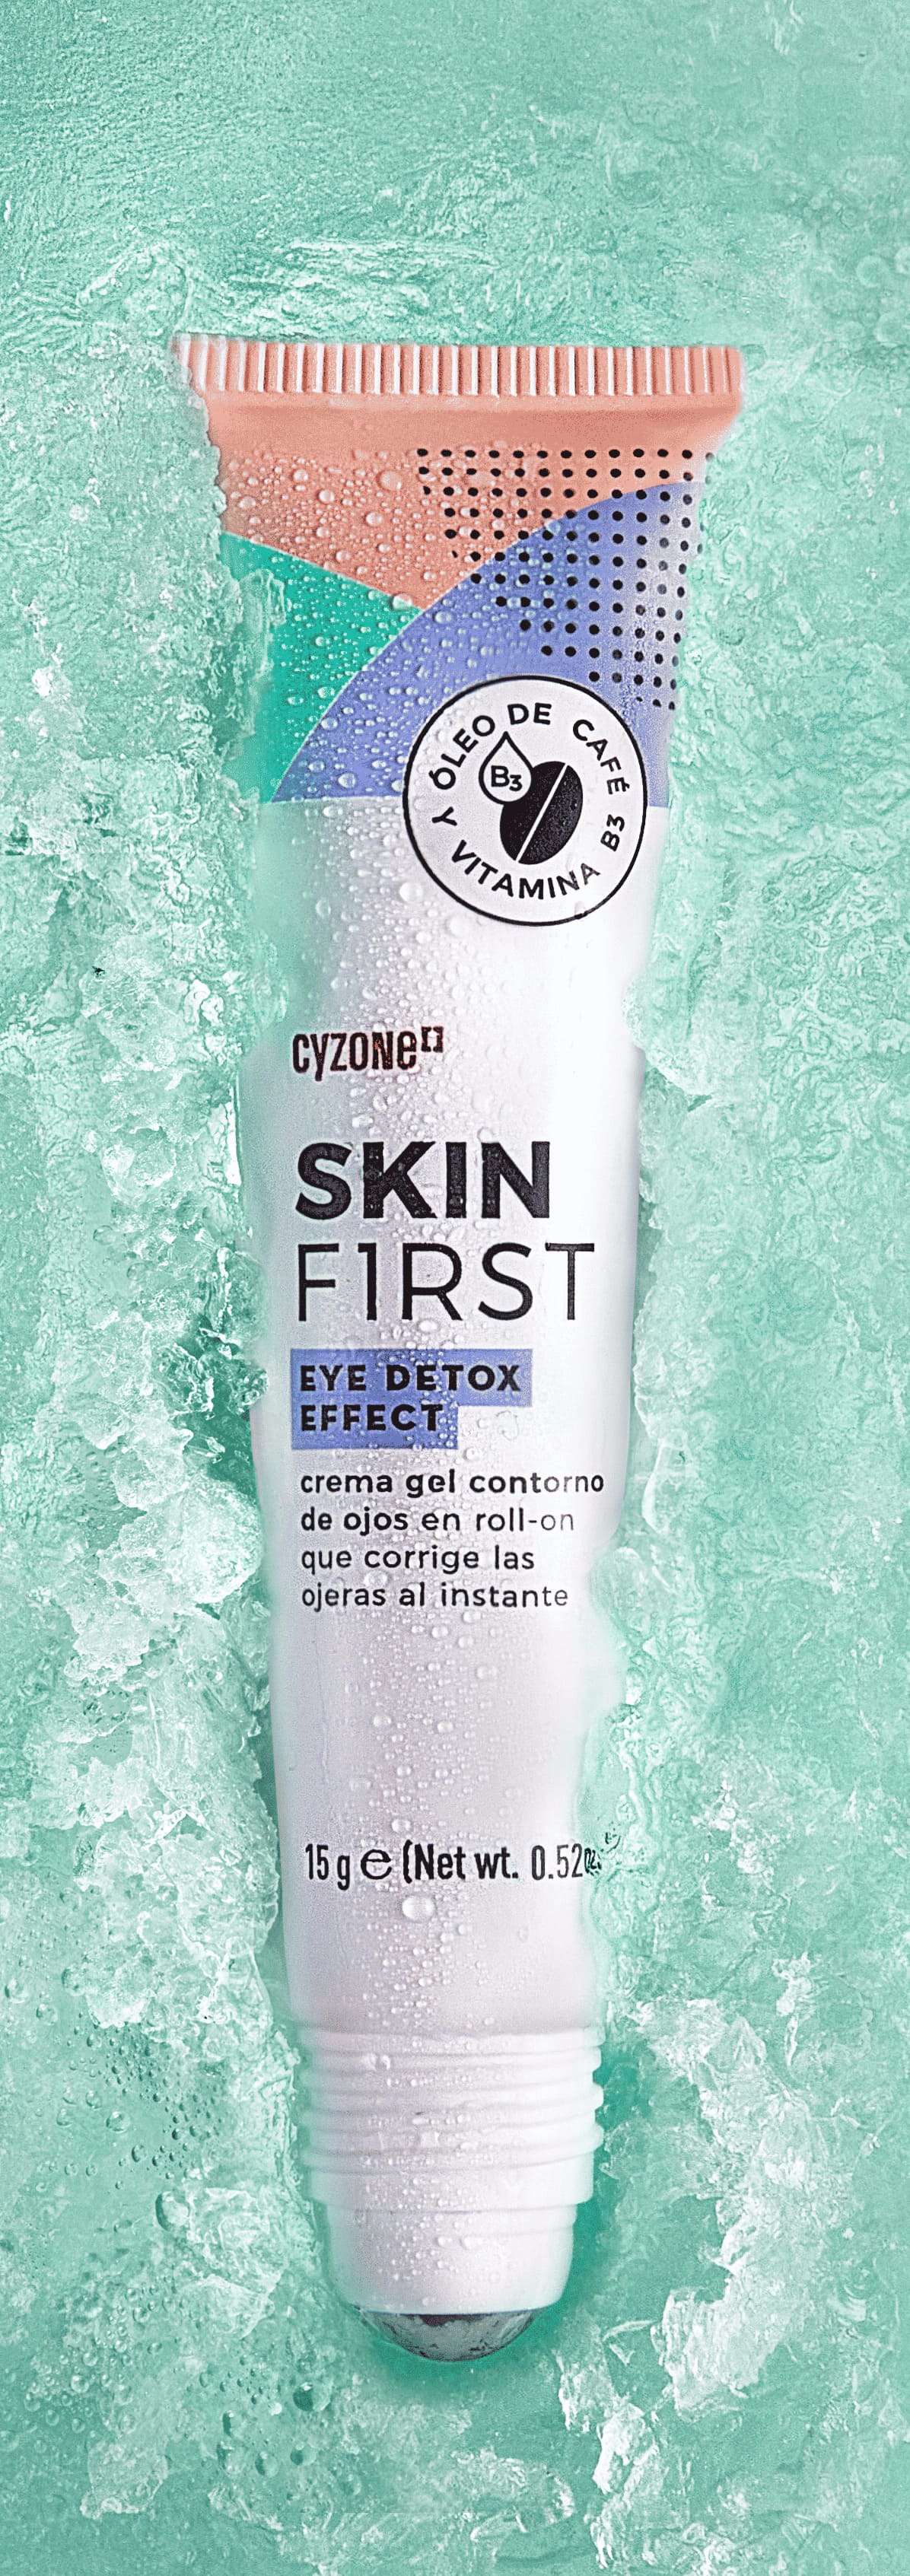 ÓLEO DE CAFÉ
Y VITAMINA B3
B3
cyzone
SKIN
FIRST
EYE DETOX
EFFECT
crema gel contorno
de ojos en roll-on
que corrige las
ojeras al instante
15 g e (Net wt. 0.52